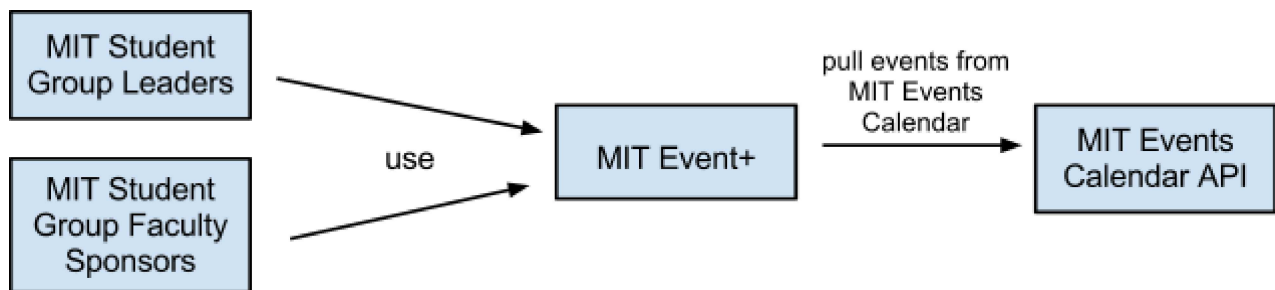 MIT Student
Group Leaders
MIT Student
Group Faculty
Sponsors
use
MIT Event+
pull events from
MIT Events
Calendar
MIT Events
Calendar API